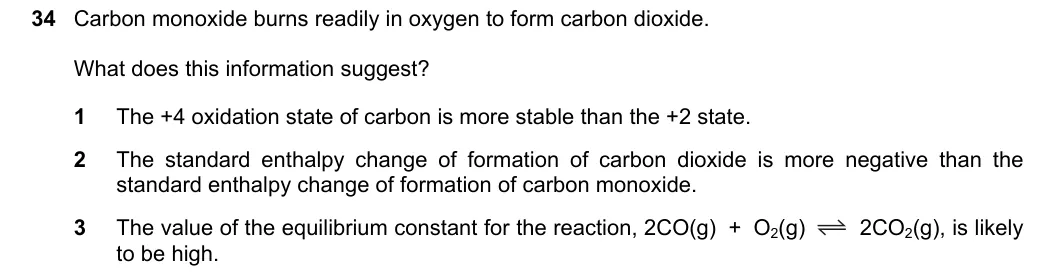 34 Carbon monoxide burns readily in oxygen to form carbon dioxide.
What does this information suggest?
1 The +4 oxidation state of carbon is more stable than the +2 state.
2 The standard enthalpy change of formation of carbon dioxide is more negative than the
standard enthalpy change of formation of carbon monoxide.
3 The value of the equilibrium constant for the reaction, 2CO(g) + O₂(g) ⇌ 2CO₂(g), is likely
to be high.